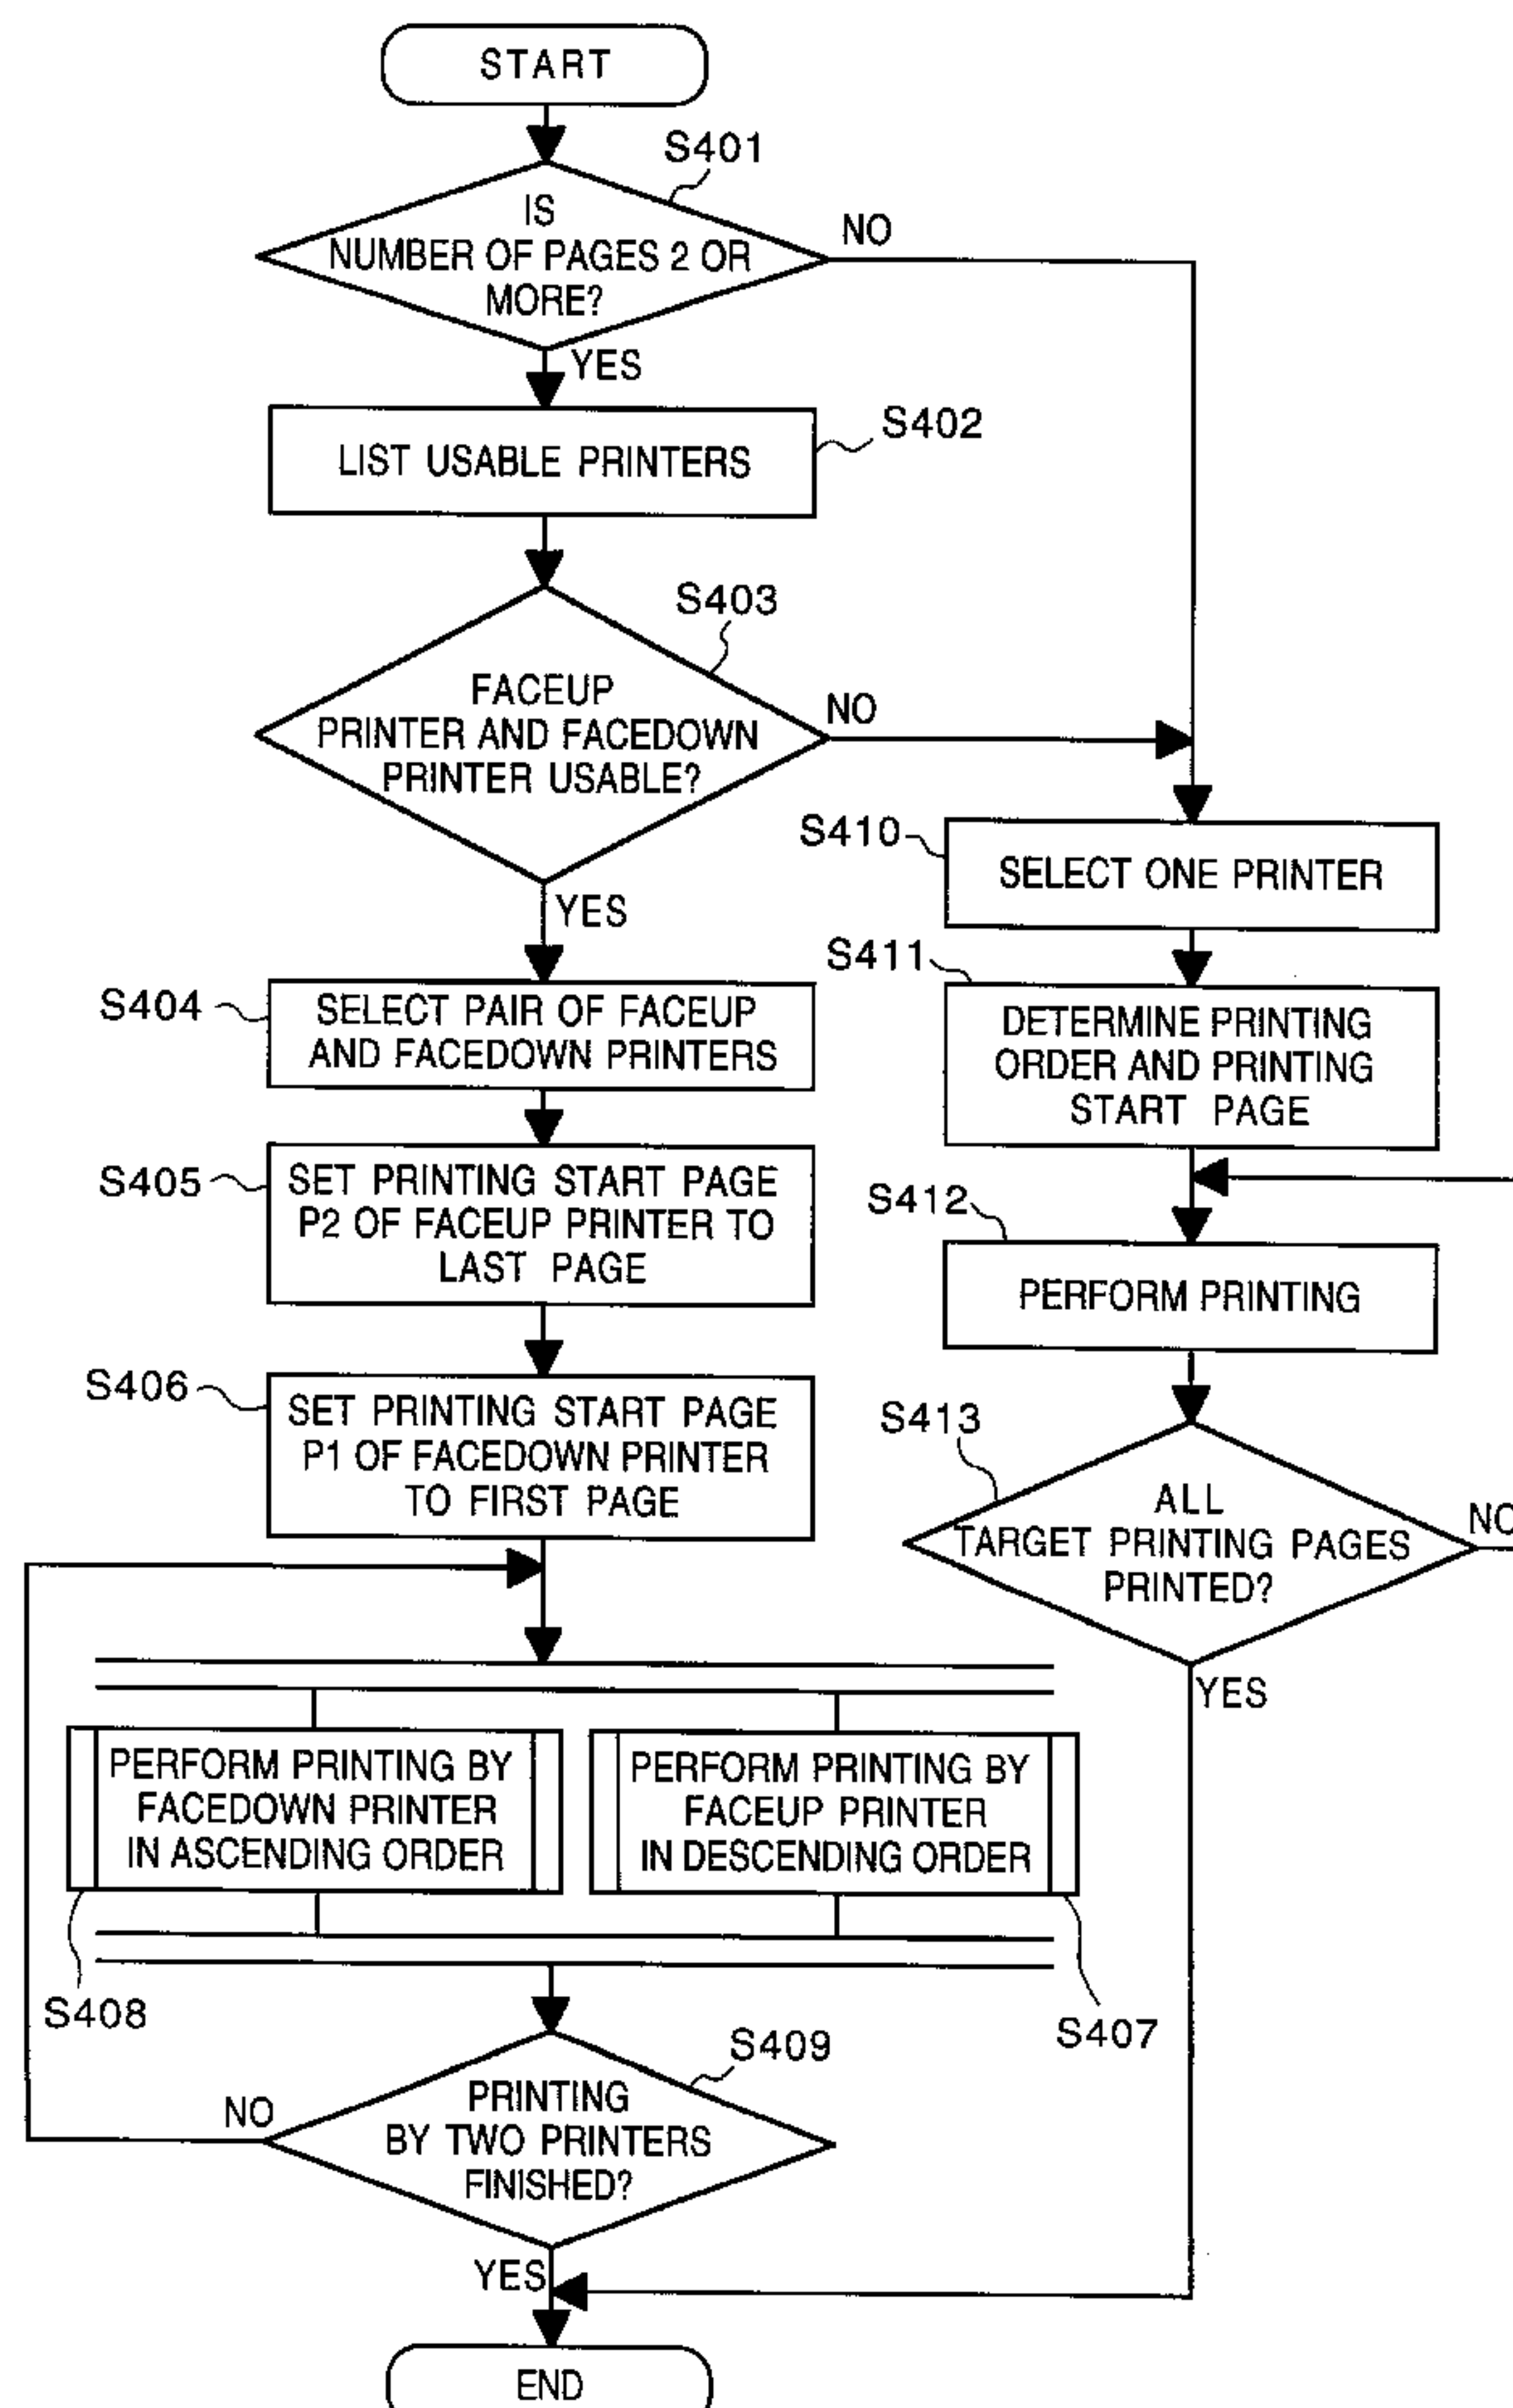 START
S401
IS
NUMBER OF PAGES 2 OR
MORE?
NO
YES
S402
LIST USABLE PRINTERS
S403
FACEUP
PRINTER AND FACEDOWN
PRINTER USABLE?
NO
YES
S404
SELECT PAIR OF FACEUP
AND FACEDOWN PRINTERS
S405
SET PRINTING START PAGE
P2 OF FACEUP PRINTER TO
LAST PAGE
S406
SET PRINTING START PAGE
P1 OF FACEDOWN PRINTER
TO FIRST PAGE
PERFORM PRINTING BY
FACEDOWN PRINTER
IN ASCENDING ORDER
S408
PERFORM PRINTING BY
FACEUP PRINTER
IN DESCENDING ORDER
S407
S409
PRINTING
BY TWO PRINTERS
FINISHED?
NO
YES
S410
SELECT ONE PRINTER
S411
DETERMINE PRINTING
ORDER AND PRINTING
START PAGE
S412
PERFORM PRINTING
S413
ALL
TARGET PRINTING PAGES
PRINTED?
NO
YES
END